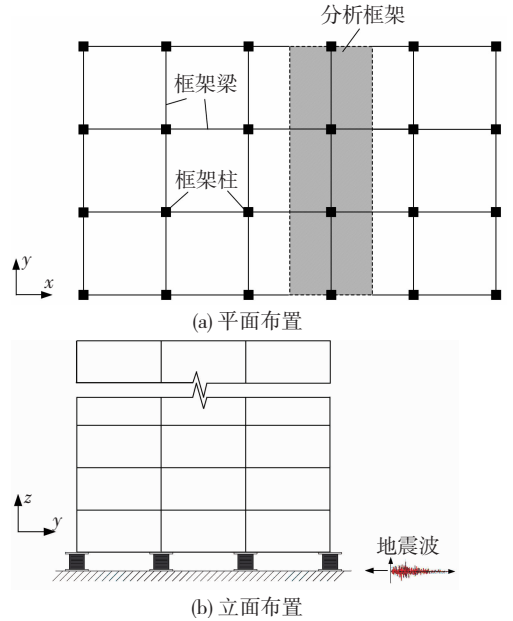 分析框架
框架梁
框架柱
y
x
(a) 平面布置
z
y
地震波
(b) 立面布置